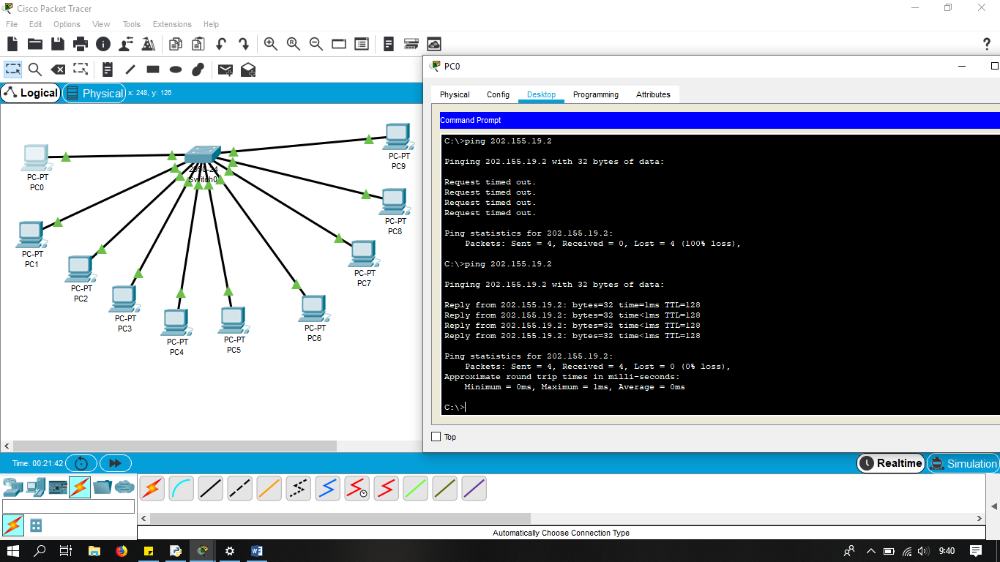 Cisco Packet Tracer
File Edit Options View Tools Extensions Help
Logical
Physical
x: 248, y: 126
PC-PT
PC0
PC-PT
PC1
PC-PT
PC2
PC-PT
PC3
PC-PT
PC4
PC-PT
PC5
PC-PT
PC6
PC-PT
PC7
PC-PT
PC8
PC-PT
PC9
2950-24
Switch0
PC0
Physical Config Desktop Programming Attributes
Command Prompt
C:\>ping 202.155.19.2
Pinging 202.155.19.2 with 32 bytes of data:
Request timed out.
Request timed out.
Request timed out.
Request timed out.
Ping statistics for 202.155.19.2:
Packets: Sent = 4, Received = 0, Lost = 4 (100% loss),
C:\>ping 202.155.19.2
Pinging 202.155.19.2 with 32 bytes of data:
Reply from 202.155.19.2: bytes=32 time=1ms TTL=128
Reply from 202.155.19.2: bytes=32 time<1ms TTL=128
Reply from 202.155.19.2: bytes=32 time<1ms TTL=128
Reply from 202.155.19.2: bytes=32 time<1ms TTL=128
Ping statistics for 202.155.19.2:
Packets: Sent = 4, Received = 4, Lost = 0 (0% loss),
Approximate round trip times in milli-seconds:
Minimum = 0ms, Maximum = 1ms, Average = 0ms
C:\>
Top
Time: 00:21:42
Realtime
Simulation
Automatically Choose Connection Type
9:40